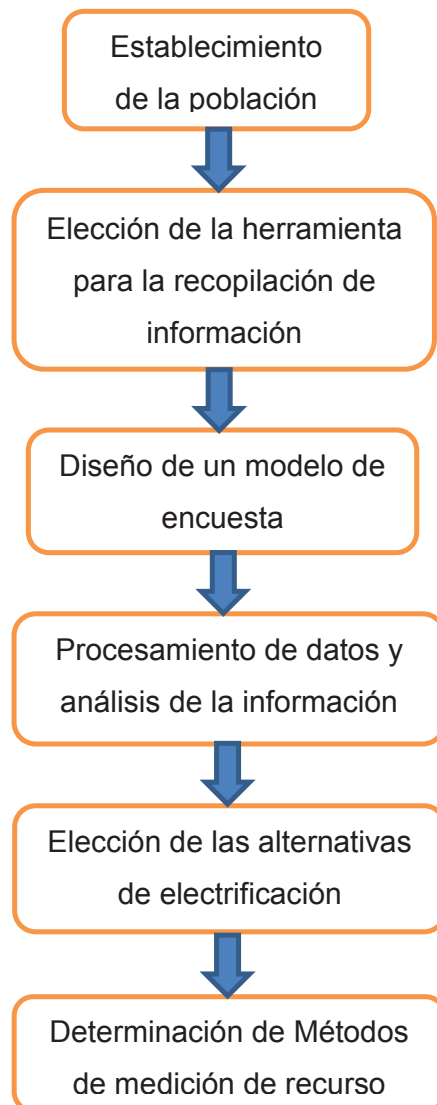 Establecimiento
de la población
Elección de la herramienta
para la recopilación de
información
Diseño de un modelo de
encuesta
Procesamiento de datos y
análisis de la información
Elección de las alternativas
de electrificación
Determinación de Métodos
de medición de recurso